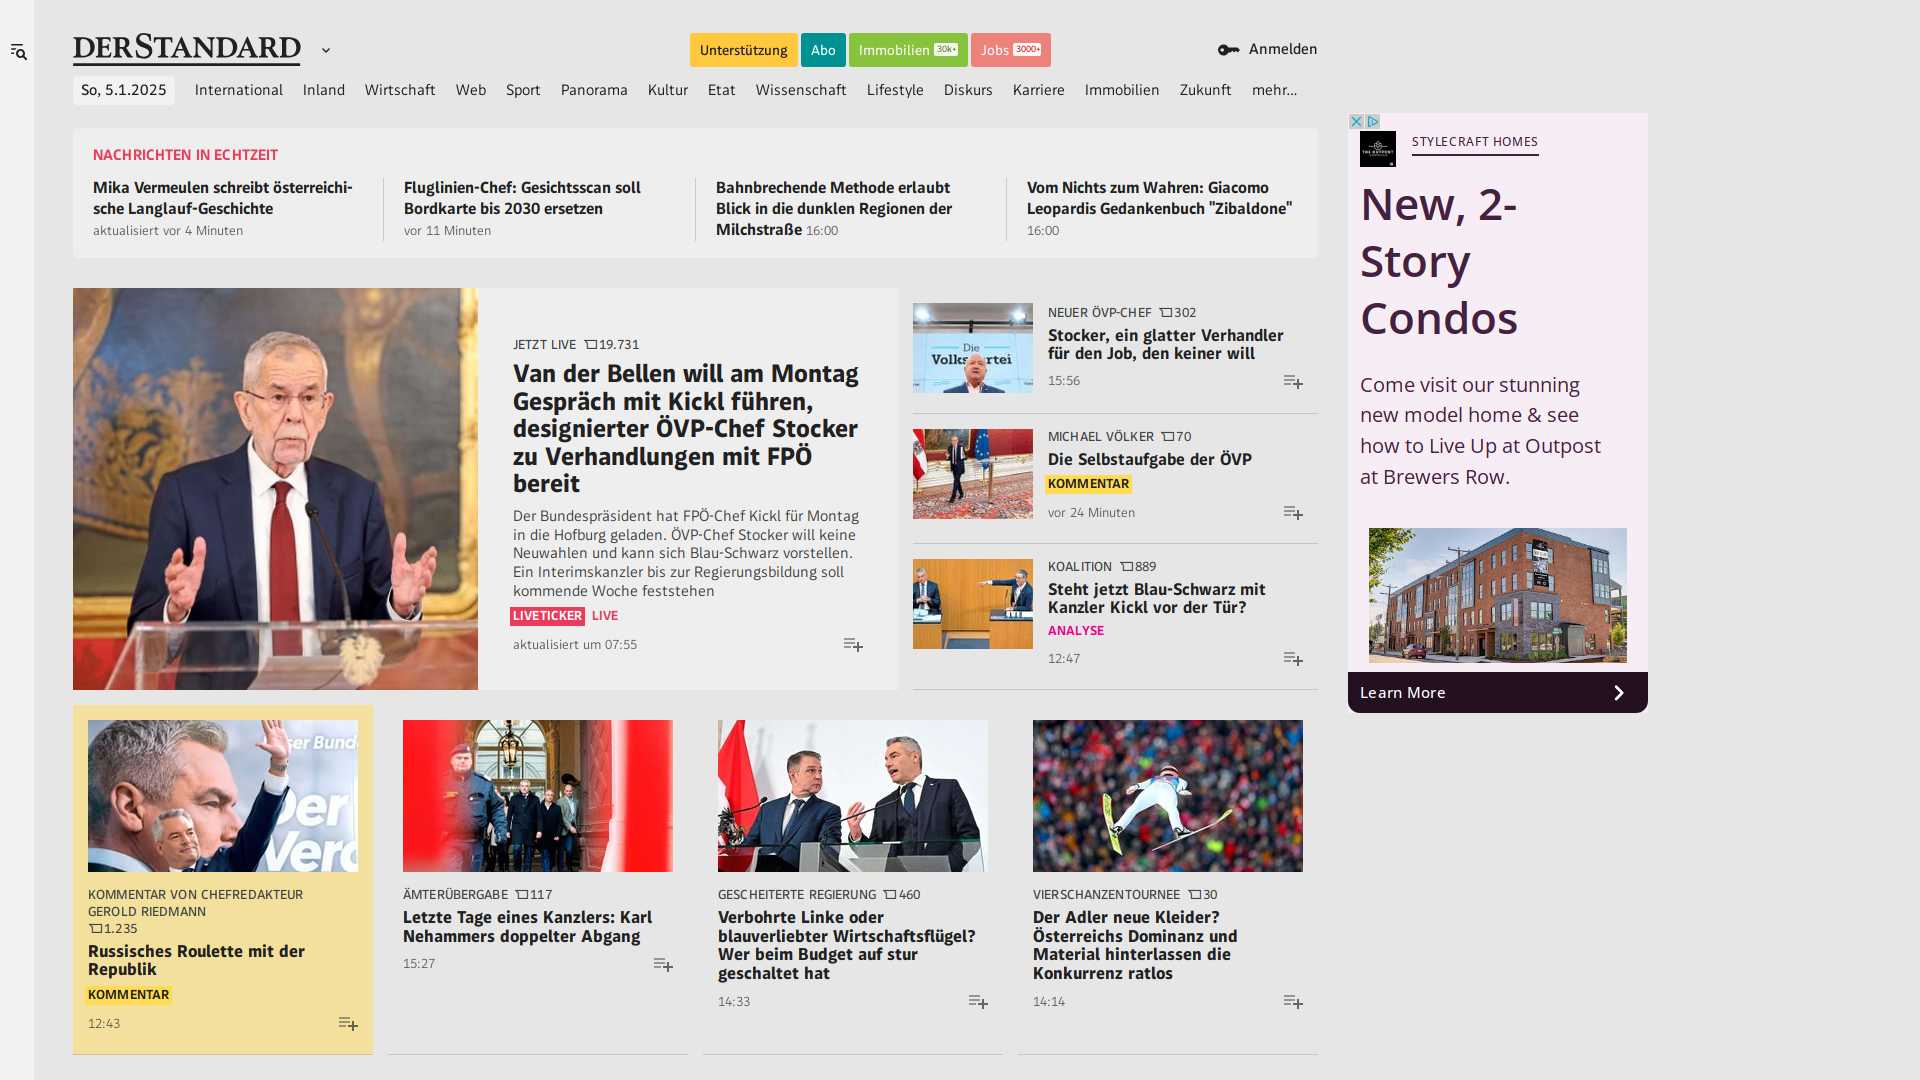 DERSTANDARD
Unterstützung
Abo
Immobilien 30k+
Jobs 3000+
Anmelden
So, 5.1.2025
International
Inland
Wirtschaft
Web
Sport
Panorama
Kultur
Etat
Wissenschaft
Lifestyle
Diskurs
Karriere
Immobilien
Zukunft
mehr...
NACHRICHTEN IN ECHTZEIT
Mika Vermeulen schreibt österreichi-
sche Langlauf-Geschichte
aktualisiert vor 4 Minuten
Fluglinien-Chef: Gesichtsscan soll
Bordkarte bis 2030 ersetzen
vor 11 Minuten
Bahnbrechende Methode erlaubt
Blick in die dunklen Regionen der
Milchstraße 16:00
Vom Nichts zum Wahren: Giacomo
Leopardis Gedankenbuch "Zibaldone"
16:00
JETZT LIVE 19.731
Van der Bellen will am Montag
Gespräch mit Kickl führen,
designierter ÖVP-Chef Stocker
zu Verhandlungen mit FPÖ
bereit
Der Bundespräsident hat FPÖ-Chef Kickl für Montag
in die Hofburg geladen. ÖVP-Chef Stocker will keine
Neuwahlen und kann sich Blau-Schwarz vorstellen.
Ein Interimskanzler bis zur Regierungsbildung soll
kommende Woche feststehen
LIVETICKER LIVE
aktualisiert um 07:55
Die
Volkspartei
NEUER ÖVP-CHEF 302
Stocker, ein glatter Verhandler
für den Job, den keiner will
15:56
MICHAEL VÖLKER 70
Die Selbstaufgabe der ÖVP
KOMMENTAR
vor 24 Minuten
KOALITION 889
Steht jetzt Blau-Schwarz mit
Kanzler Kickl vor der Tür?
ANALYSE
12:47
ser Bund
Der
Verd
KOMMENTAR VON CHEFREDAKTEUR
GEROLD RIEDMANN
1.235
Russisches Roulette mit der
Republik
KOMMENTAR
12:43
ÄMTERÜBERGABE 117
Letzte Tage eines Kanzlers: Karl
Nehammers doppelter Abgang
15:27
GESCHEITERTE REGIERUNG 460
Verbohrte Linke oder
blauverliebter Wirtschaftsflügel?
Wer beim Budget auf stur
geschaltet hat
14:33
VIERSCHANZENTOURNEE 30
Der Adler neue Kleider?
Österreichs Dominanz und
Material hinterlassen die
Konkurrenz ratlos
14:14
STYLECRAFT HOMES
New, 2-
Story
Condos
Come visit our stunning
new model home & see
how to Live Up at Outpost
at Brewers Row.
Learn More